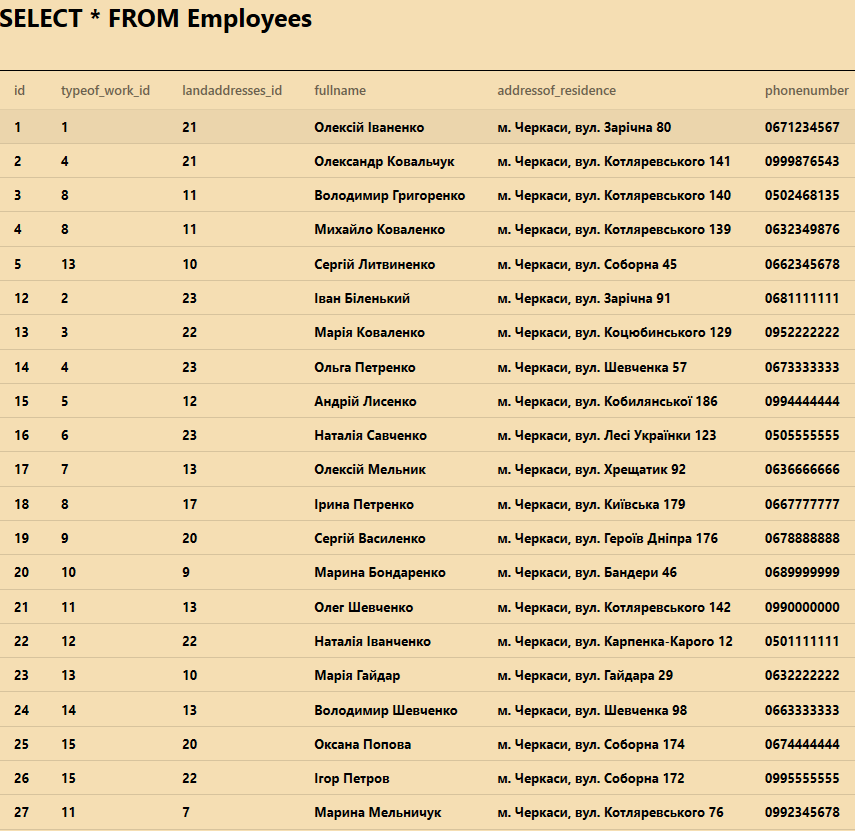 SELECT * FROM Employees
id typeof_work_id landaddresses_id fullname addressof_residence phonenumber
1 1 21 Олексій Іваненко м. Черкаси, вул. Зарічна 80 0671234567
2 4 21 Олександр Ковальчук м. Черкаси, вул. Котляревського 141 0999876543
3 8 11 Володимир Григоренко м. Черкаси, вул. Котляревського 140 0502468135
4 8 11 Михайло Коваленко м. Черкаси, вул. Котляревського 139 0632349876
5 13 10 Сергій Литвиненко м. Черкаси, вул. Соборна 45 0662345678
12 2 23 Іван Біленький м. Черкаси, вул. Зарічна 91 0681111111
13 3 22 Марія Коваленко м. Черкаси, вул. Коцюбинського 129 0952222222
14 4 23 Ольга Петренко м. Черкаси, вул. Шевченка 57 0673333333
15 5 12 Андрій Лисенко м. Черкаси, вул. Кобилянської 186 0994444444
16 6 23 Наталія Савченко м. Черкаси, вул. Лесі Українки 123 0505555555
17 7 13 Олексій Мельник м. Черкаси, вул. Хрещатик 92 0636666666
18 8 17 Ірина Петренко м. Черкаси, вул. Київська 179 0667777777
19 9 20 Сергій Василенко м. Черкаси, вул. Героїв Дніпра 176 0678888888
20 10 9 Марина Бондаренко м. Черкаси, вул. Бандери 46 0689999999
21 11 13 Олег Шевченко м. Черкаси, вул. Котляревського 142 0990000000
22 12 22 Наталія Іванченко м. Черкаси, вул. Карпенка-Карого 12 0501111111
23 13 10 Марія Гайдар м. Черкаси, вул. Гайдара 29 0632222222
24 14 13 Володимир Шевченко м. Черкаси, вул. Шевченка 98 0663333333
25 15 20 Оксана Попова м. Черкаси, вул. Соборна 174 0674444444
26 15 22 Ігор Петров м. Черкаси, вул. Соборна 172 0995555555
27 11 7 Марина Мельничук м. Черкаси, вул. Котляревського 76 0992345678